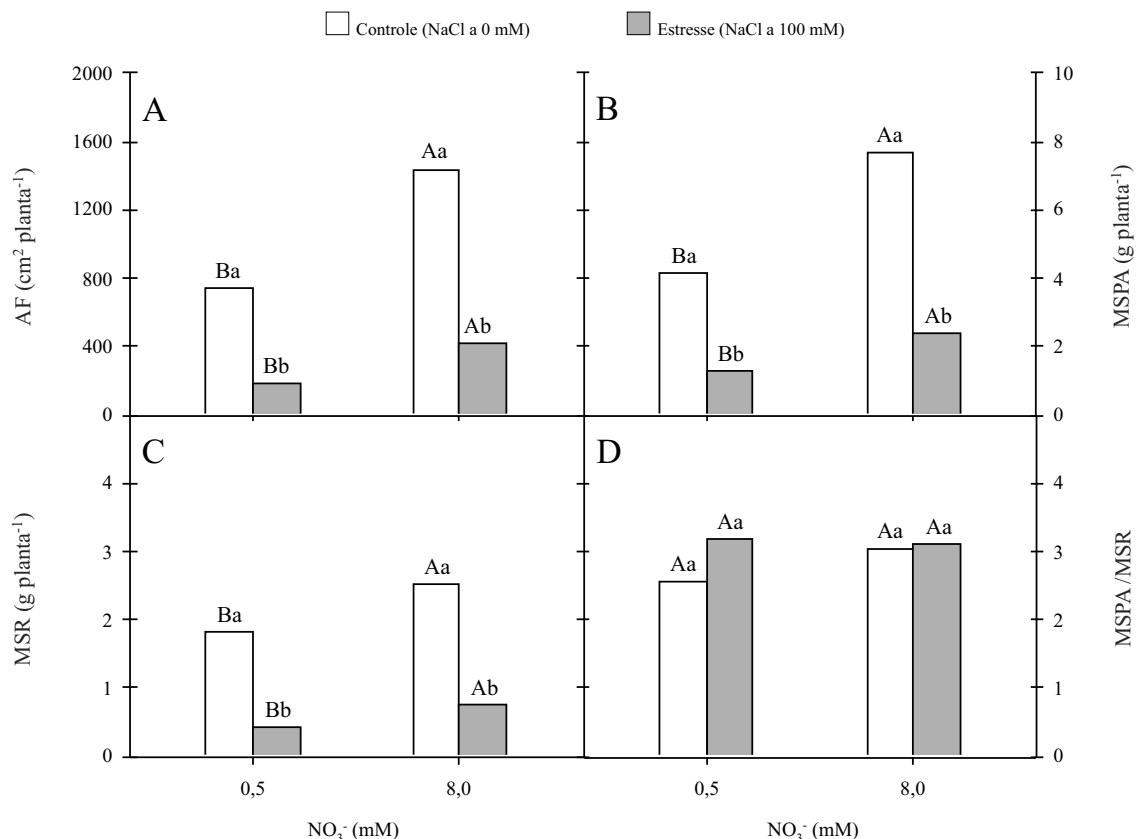 Controle (NaCl a 0 mM)
Estresse (NaCl a 100 mM)
A
AF (cm² planta⁻¹)
2000
1600
1200
800
400
0
Ba
Bb
Aa
Ab
B
MSPA (g planta⁻¹)
10
8
6
4
2
0
Ba
Bb
Aa
Ab
C
MSR (g planta⁻¹)
4
3
2
1
0
Ba
Bb
Aa
Ab
0,5
8,0
NO₃⁻ (mM)
D
MSPA /MSR
4
3
2
1
0
Aa
Aa
Aa
Aa
0,5
8,0
NO₃⁻ (mM)